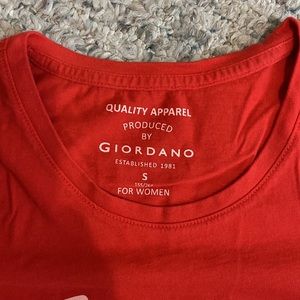 QUALITY APPAREL
PRODUCED
BY
GIORDANO
ESTABLISHED 1981
S
FOR WOMEN